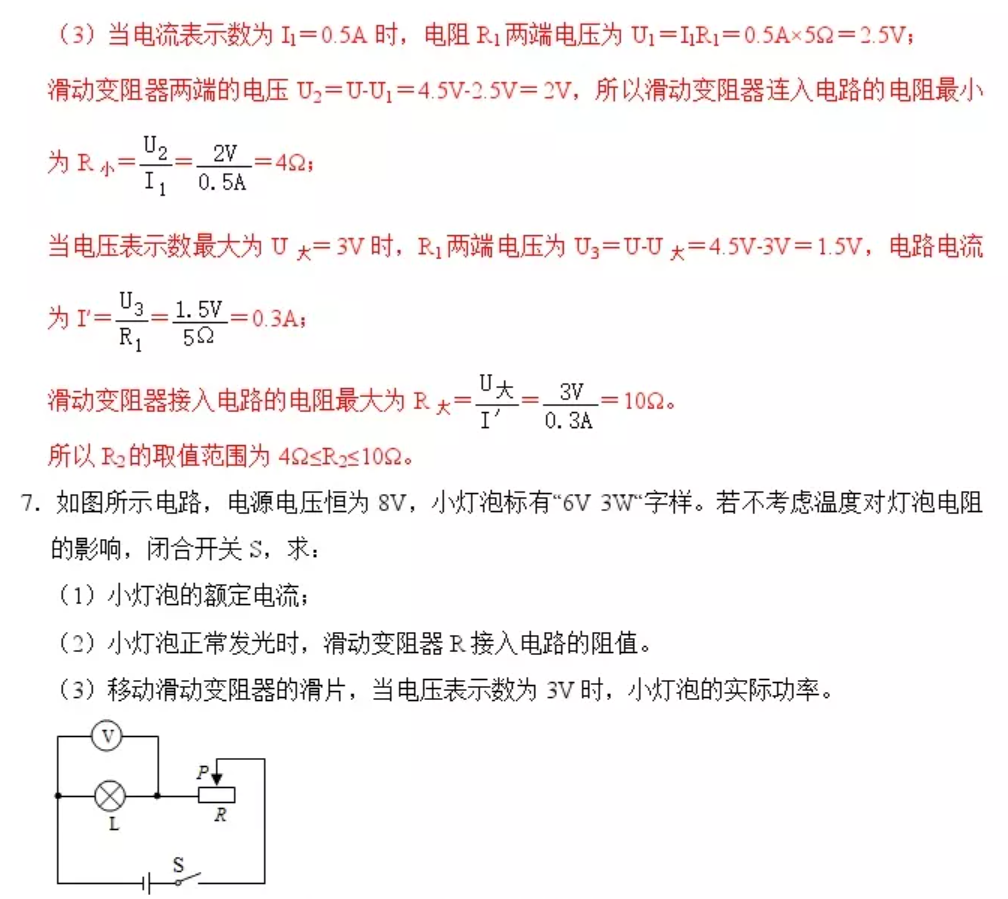 （3）当电流表示数为 I₁＝0.5A 时，电阻 R₁两端电压为 U₁＝I₁R₁＝0.5A×5Ω＝2.5V；
滑动变阻器两端的电压 U₂＝U-U₁＝4.5V-2.5V＝2V，所以滑动变阻器连入电路的电阻最小
为 R小＝U₂/I₁＝2V/0.5A＝4Ω；
当电压表示数最大为 U大＝3V 时，R₁两端电压为 U₃＝U-U大＝4.5V-3V＝1.5V，电路电流
为 I′＝U₃/R₁＝1.5V/5Ω＝0.3A；
滑动变阻器接入电路的电阻最大为 R大＝U大/I′＝3V/0.3A＝10Ω。
所以 R₂的取值范围为 4Ω≤R₂≤10Ω。
7．如图所示电路，电源电压恒为 8V，小灯泡标有“6V 3W“字样。若不考虑温度对灯泡电阻
的影响，闭合开关 S，求：
（1）小灯泡的额定电流；
（2）小灯泡正常发光时，滑动变阻器 R 接入电路的阻值。
（3）移动滑动变阻器的滑片，当电压表示数为 3V 时，小灯泡的实际功率。
V
P
L
R
S